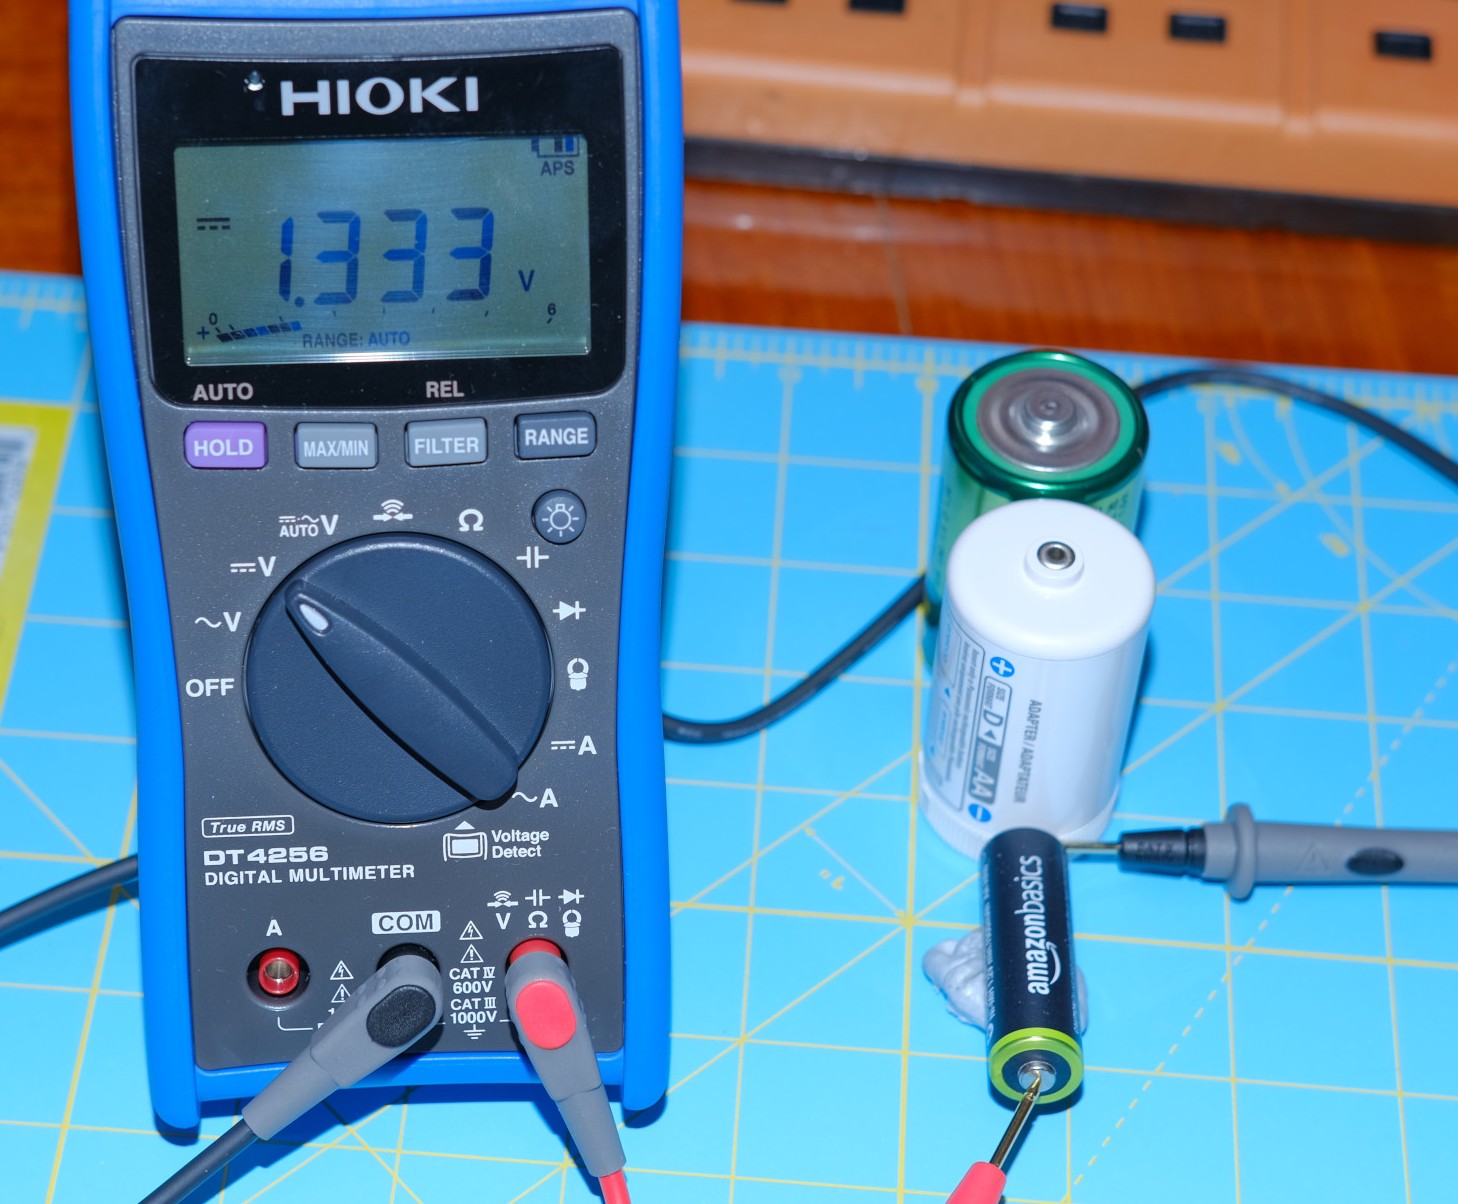 HIOKI
APS
1.333
V
+
0
6
RANGE: AUTO
AUTO
REL
HOLD
MAX/MIN
FILTER
RANGE
AUTO V
Ω
V
~V
OFF
A
~A
True RMS
DT4256
DIGITAL MULTIMETER
Voltage
Detect
A
COM
V
Ω
CAT IV
600V
CAT III
1000V
ADAPTER / ADAPTATEUR
SIZE
D
AA
amazonbasics